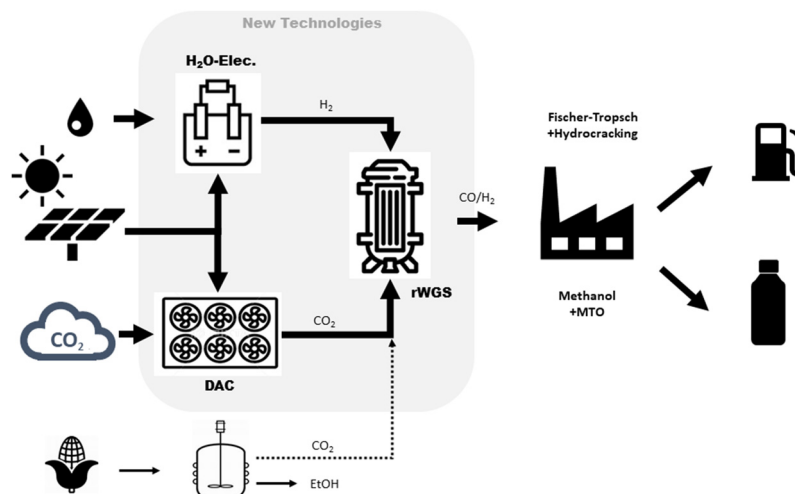 New Technologies
H₂O-Elec.
H₂
Fischer-Tropsch
+Hydrocracking
+ −
CO/H₂
rWGS
Methanol
+MTO
CO₂
CO₂
DAC
CO₂
EtOH